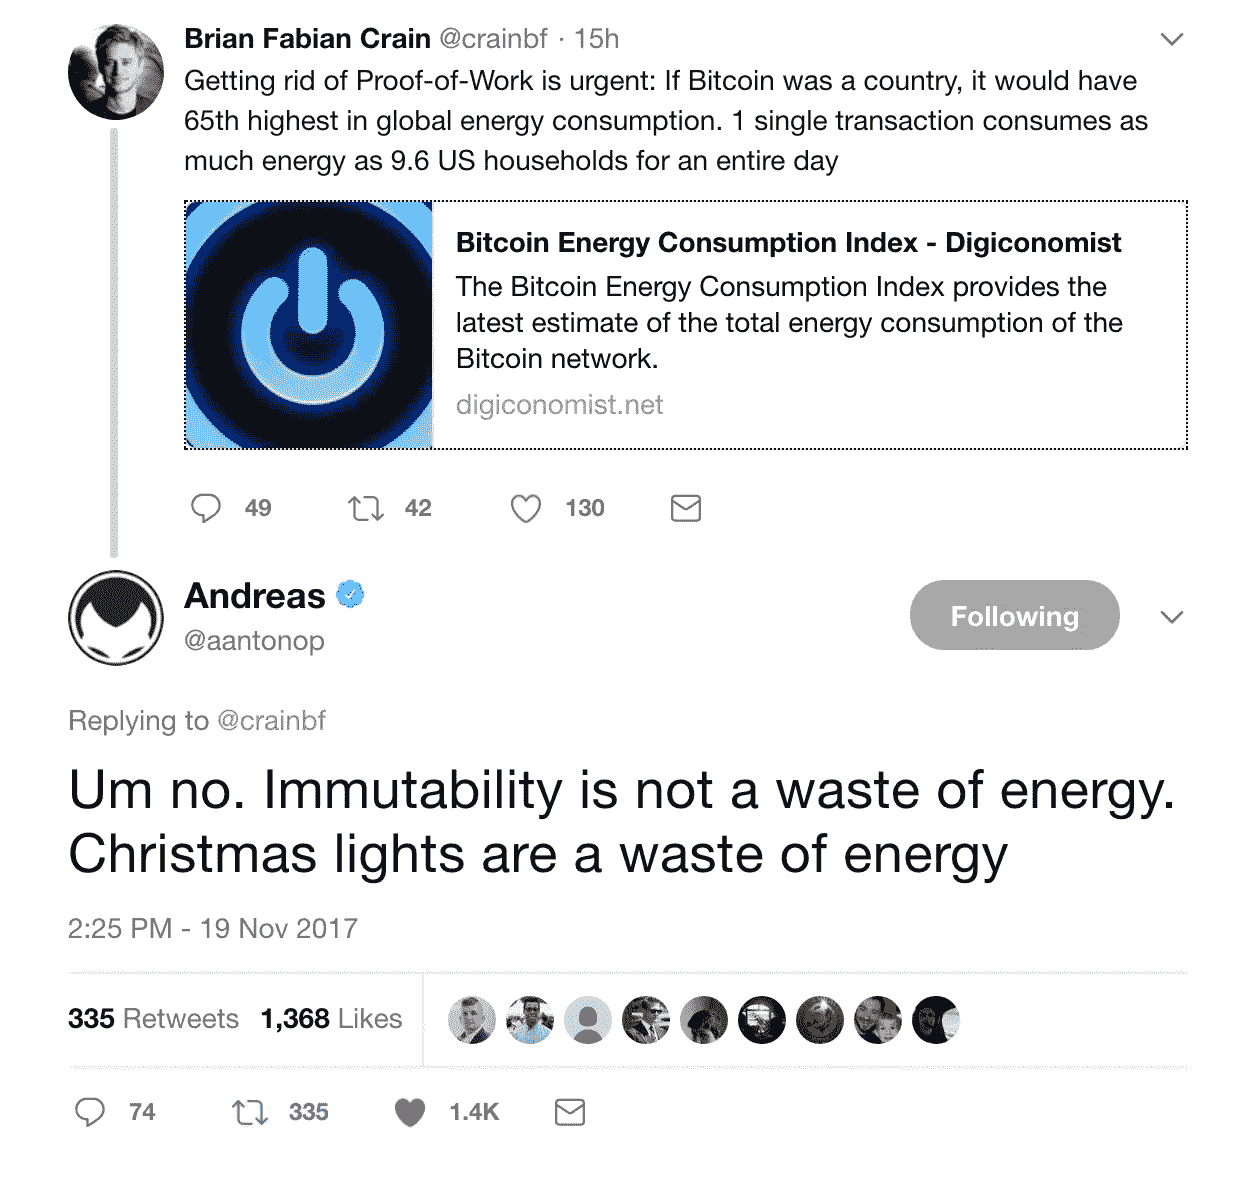 Brian Fabian Crain @crainbf · 15h
Getting rid of Proof-of-Work is urgent: If Bitcoin was a country, it would have
65th highest in global energy consumption. 1 single transaction consumes as
much energy as 9.6 US households for an entire day
Bitcoin Energy Consumption Index - Digiconomist
The Bitcoin Energy Consumption Index provides the
latest estimate of the total energy consumption of the
Bitcoin network.
digiconomist.net
49 42 130
Andreas
@aantonop
Following
Replying to @crainbf
Um no. Immutability is not a waste of energy.
Christmas lights are a waste of energy
2:25 PM - 19 Nov 2017
335 Retweets 1,368 Likes
74 335 1.4K